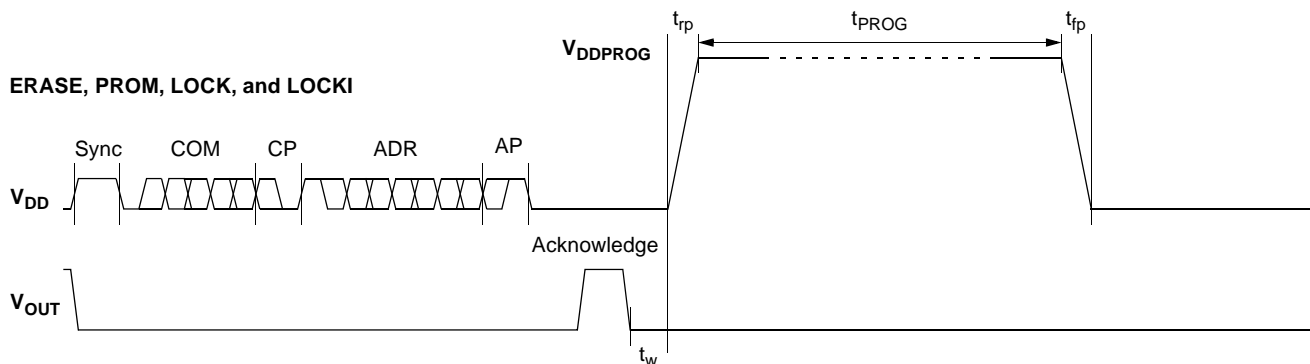 t_rp t_PROG t_fp
V_DDPROG
ERASE, PROM, LOCK, and LOCKI
Sync COM CP ADR AP
V_DD
Acknowledge
V_OUT
t_w